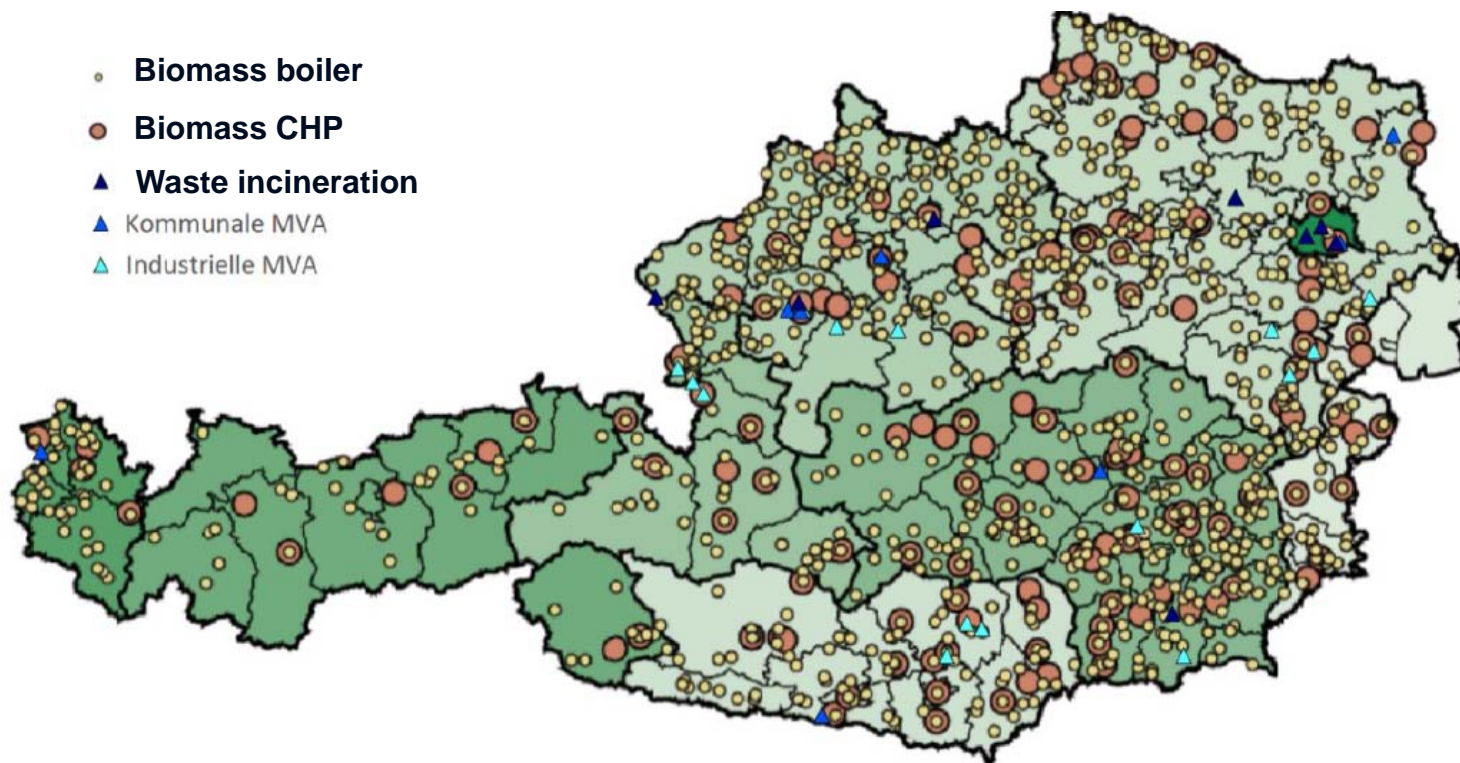 Biomass boiler
Biomass CHP
Waste incineration
Kommunale MVA
Industrielle MVA